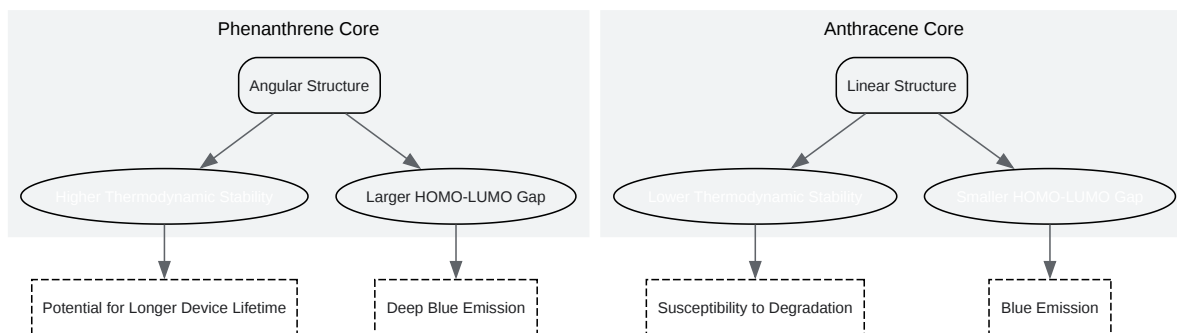 Phenanthrene Core
Anthracene Core
Angular Structure
Linear Structure
Higher Thermodynamic Stability
Larger HOMO-LUMO Gap
Lower Thermodynamic Stability
Smaller HOMO-LUMO Gap
Potential for Longer Device Lifetime
Deep Blue Emission
Susceptibility to Degradation
Blue Emission